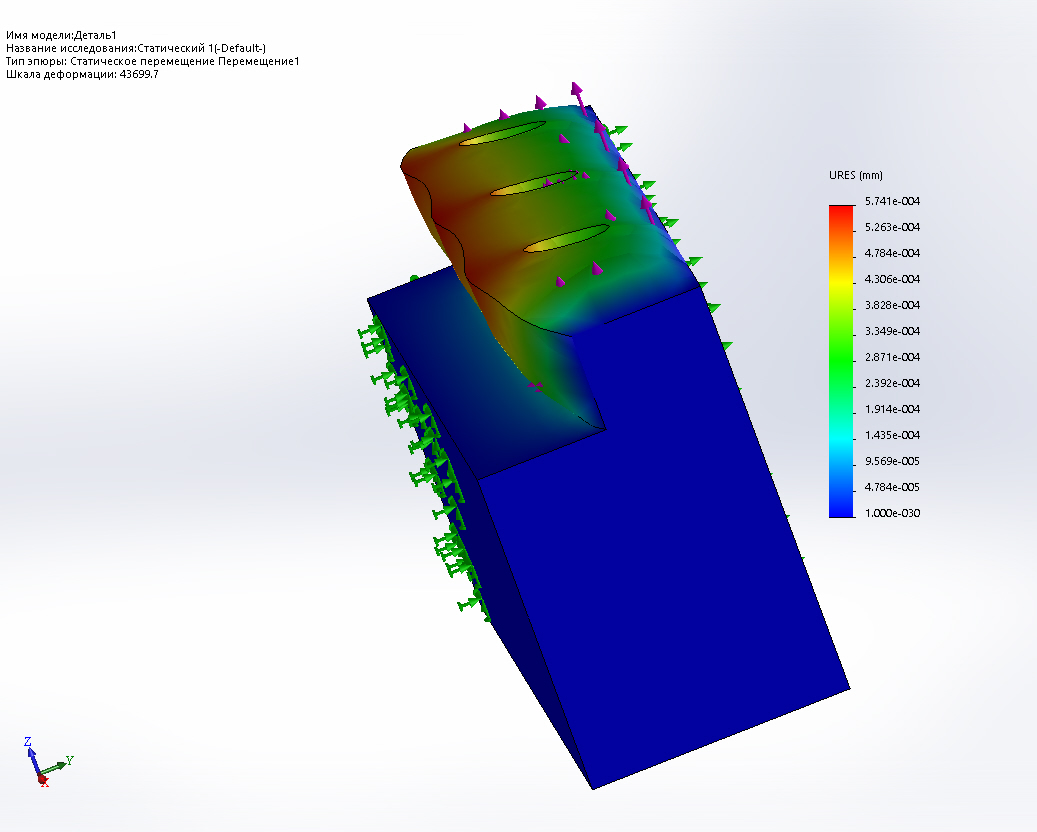 Имя модели:Деталь1
Название исследования:Статический 1(-Default-)
Тип эпюры: Статическое перемещение Перемещение1
Шкала деформации: 43699.7
URES (mm)
5.741e-004
5.263e-004
4.784e-004
4.306e-004
3.828e-004
3.349e-004
2.871e-004
2.392e-004
1.914e-004
1.435e-004
9.569e-005
4.784e-005
1.000e-030
Z
Y
X